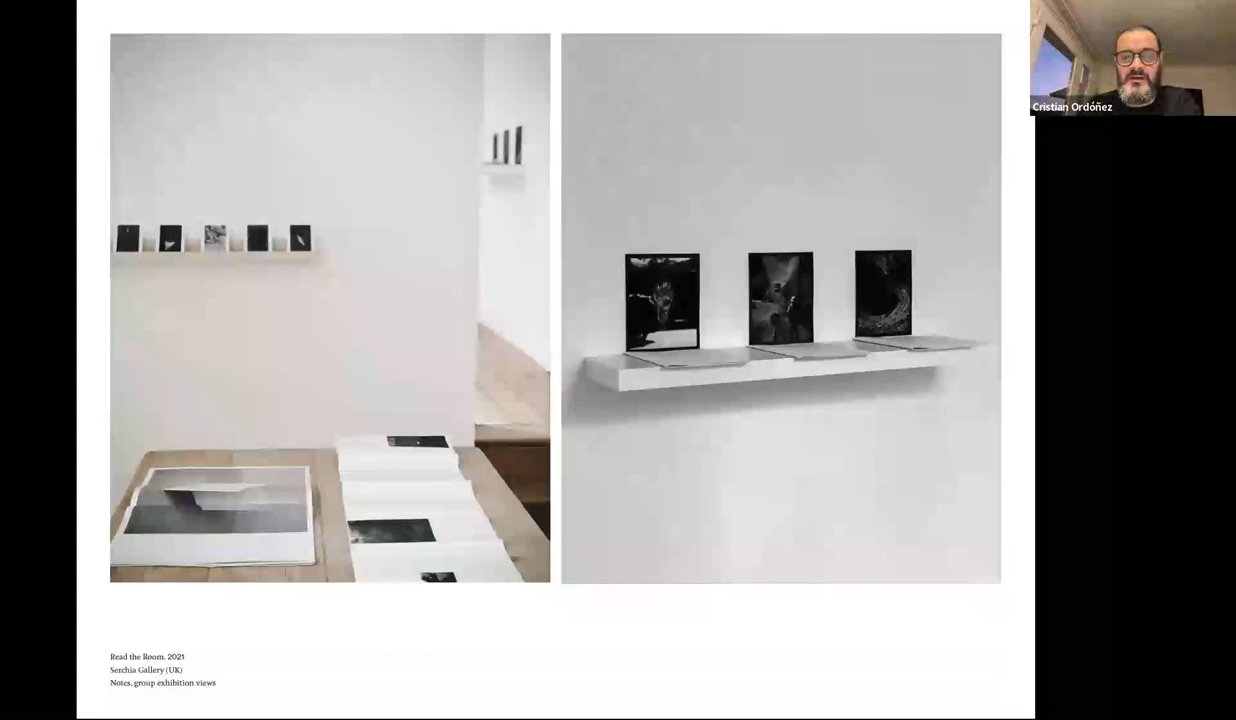 Cristian Ordóñez
Read the Room. 2021
Serchia Gallery (UK)
Notes, group exhibition views